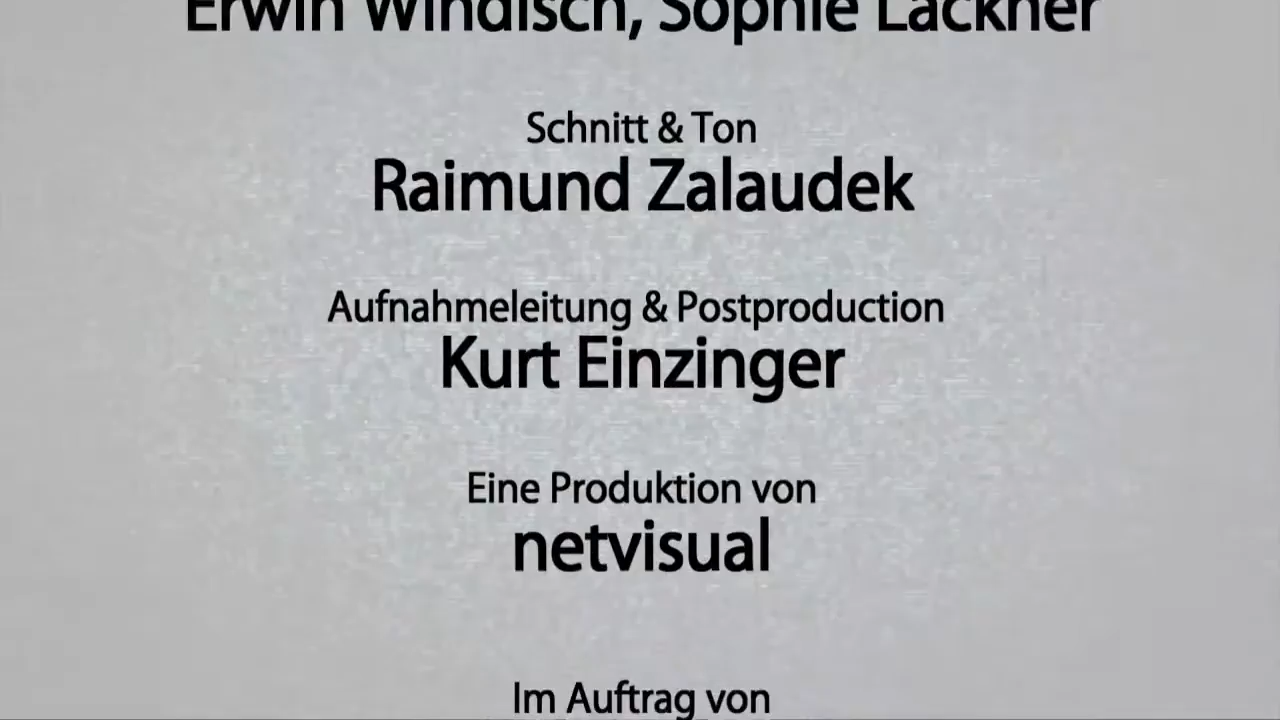 Erwin Windisch, Sophie Lackner
Schnitt & Ton
Raimund Zalaudek
Aufnahmeleitung & Postproduction
Kurt Einzinger
Eine Produktion von
netvisual
Im Auftrag von